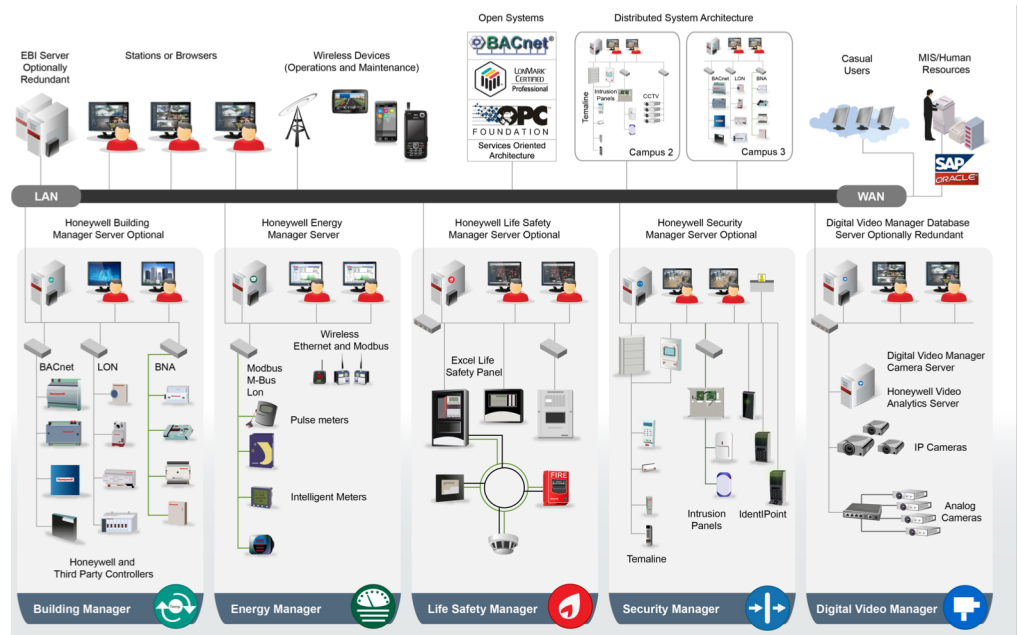 Open Systems
Distributed System Architecture
EBI Server
Optionally
Redundant
Stations or Browsers
Wireless Devices
(Operations and Maintenance)
BACnet®
LONMARK
CERTIFIED
Professional
OPC
FOUNDATION
Services Oriented
Architecture
Temaline
Intrusion
Panels
CCTV
Campus 2
BACnet
LON
BNA
Campus 3
Casual
Users
MIS/Human
Resources
SAP
ORACLE
LAN
WAN
Honeywell Building
Manager Server Optional
Honeywell Energy
Manager Server
Honeywell Life Safety
Manager Server Optional
Honeywell Security
Manager Server Optional
Digital Video Manager Database
Server Optionally Redundant
BACnet
LON
BNA
Honeywell and
Third Party Controllers
Building Manager
Wireless
Ethernet and Modbus
Modbus
M-Bus
Lon
Pulse meters
Intelligent Meters
Energy Manager
Excel Life
Safety Panel
FIRE
Life Safety Manager
Intrusion
Panels
IdentIPoint
Temaline
Security Manager
Digital Video Manager
Camera Server
Honeywell Video
Analytics Server
IP Cameras
Analog
Cameras
Digital Video Manager